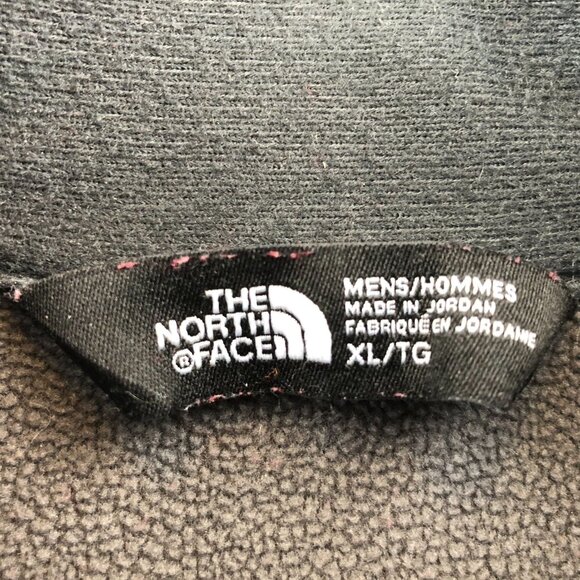 THE
NORTH
®FACE
MENS/HOMMES
MADE IN JORDAN
FABRIQUÉ EN JORDANIE
XL/TG